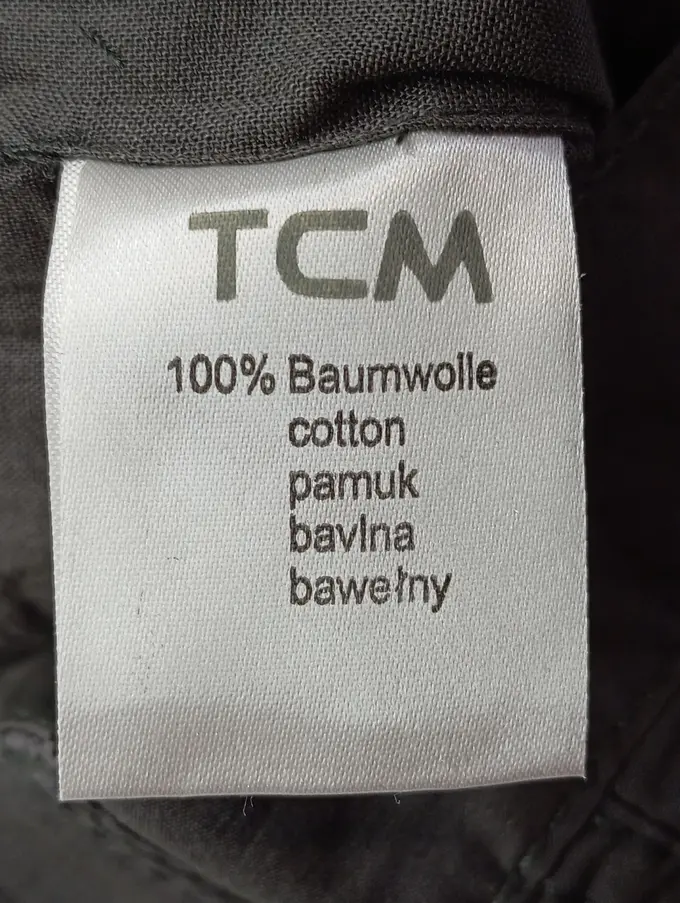 TCM
100% Baumwolle
cotton
pamuk
bavlna
bawełny